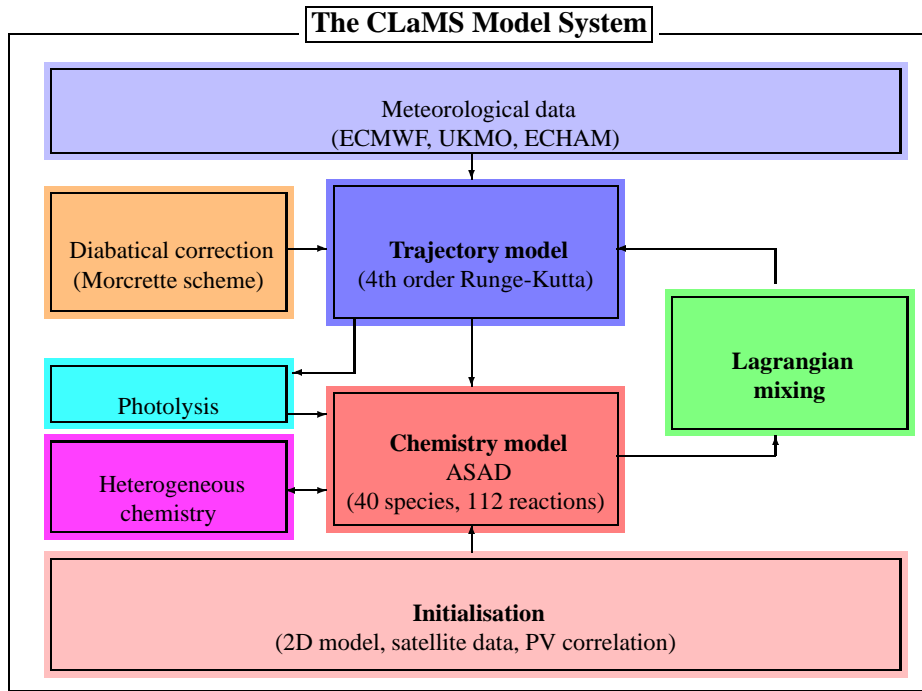 The CLaMS Model System
Meteorological data
(ECMWF, UKMO, ECHAM)
Diabatical correction
(Morcrette scheme)
Trajectory model
(4th order Runge-Kutta)
Lagrangian
mixing
Photolysis
Heterogeneous
chemistry
Chemistry model
ASAD
(40 species, 112 reactions)
Initialisation
(2D model, satellite data, PV correlation)